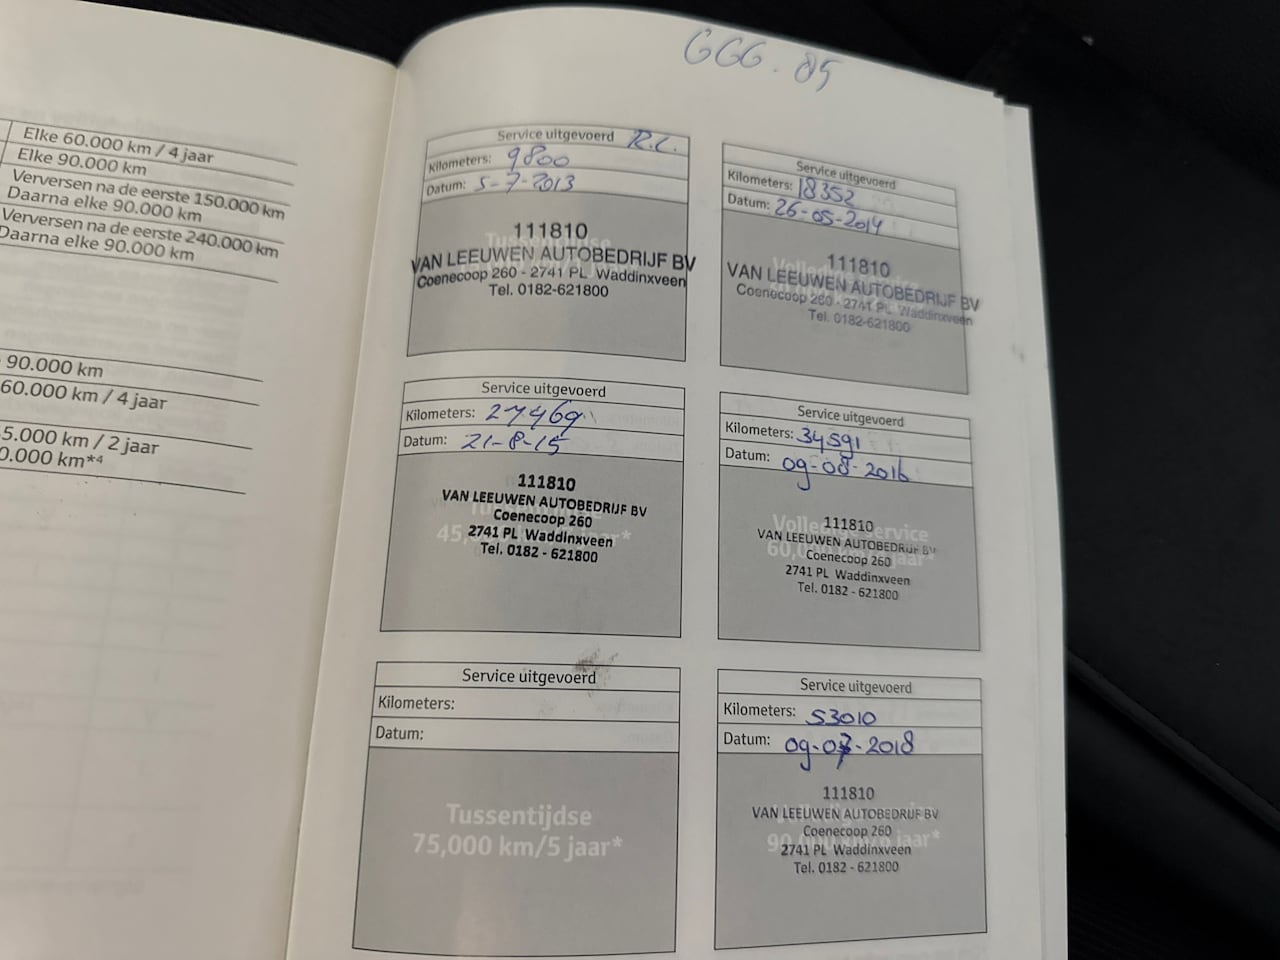 GGG.85
Elke 60.000 km / 4 jaar
Elke 90.000 km
Verversen na de eerste 150.000 km
Daarna elke 90.000 km
Verversen na de eerste 240.000 km
Daarna elke 90.000 km
90.000 km
60.000 km / 4 jaar
5.000 km / 2 jaar
0.000 km*4
Service uitgevoerd R.C.
Kilometers: 9800
Datum: 5-7-2013
Tussentijdse
111810
VAN LEEUWEN AUTOBEDRIJF BV
Coenecoop 260 - 2741 PL Waddinxveen
Tel. 0182-621800
Service uitgevoerd
Kilometers: 18352
Datum: 26-05-2014
111810
VAN LEEUWEN AUTOBEDRIJF BV
Coenecoop 260 - 2741 PL Waddinxveen
Tel. 0182-621800
Service uitgevoerd
Kilometers: 27469
Datum: 21-8-15
111810
VAN LEEUWEN AUTOBEDRIJF BV
Coenecoop 260
2741 PL Waddinxveen
Tel. 0182 - 621800
Service uitgevoerd
Kilometers: 34591
Datum: 09-08-2016
Volledige service
111810
VAN LEEUWEN AUTOBEDRIJF BV
Coenecoop 260
2741 PL Waddinxveen
Tel. 0182 - 621800
Service uitgevoerd
Kilometers:
Datum:
Tussentijdse
75,000 km/5 jaar*
Service uitgevoerd
Kilometers: 53010
Datum: 09-07-2018
111810
VAN LEEUWEN AUTOBEDRIJF BV
Coenecoop 260
2741 PL Waddinxveen
Tel. 0182 - 621800